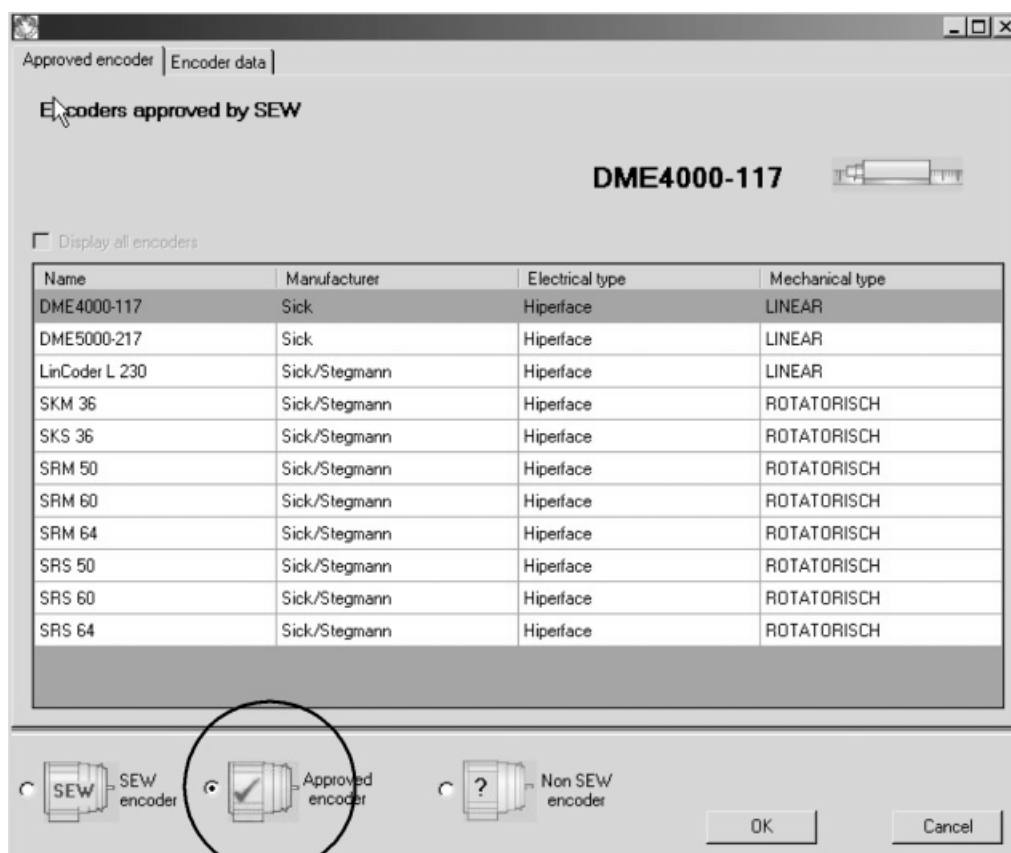 Approved encoder Encoder data
Encoders approved by SEW
DME4000-117
Display all encoders
Name Manufacturer Electrical type Mechanical type
DME4000-117 Sick Hiperface LINEAR
DME5000-217 Sick Hiperface LINEAR
LinCoder L 230 Sick/Stegmann Hiperface LINEAR
SKM 36 Sick/Stegmann Hiperface ROTATORISCH
SKS 36 Sick/Stegmann Hiperface ROTATORISCH
SRM 50 Sick/Stegmann Hiperface ROTATORISCH
SRM 60 Sick/Stegmann Hiperface ROTATORISCH
SRM 64 Sick/Stegmann Hiperface ROTATORISCH
SRS 50 Sick/Stegmann Hiperface ROTATORISCH
SRS 60 Sick/Stegmann Hiperface ROTATORISCH
SRS 64 Sick/Stegmann Hiperface ROTATORISCH
SEW SEW encoder
Approved encoder
? Non SEW encoder
OK Cancel